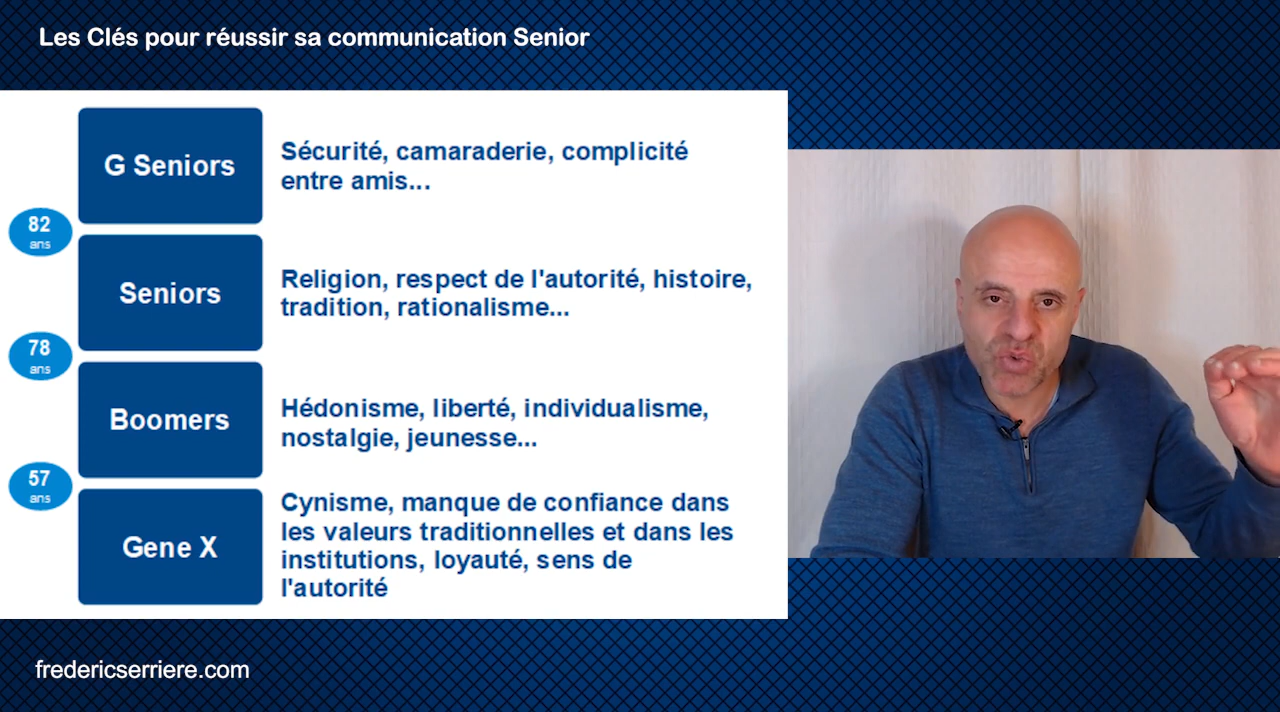 Les Clés pour réussir sa communication Senior
G Seniors
Sécurité, camaraderie, complicité
entre amis...
82
ans
Seniors
Religion, respect de l'autorité, histoire,
tradition, rationalisme...
78
ans
Boomers
Hédonisme, liberté, individualisme,
nostalgie, jeunesse...
57
ans
Gene X
Cynisme, manque de confiance dans
les valeurs traditionnelles et dans les
institutions, loyauté, sens de
l'autorité
fredericserriere.com